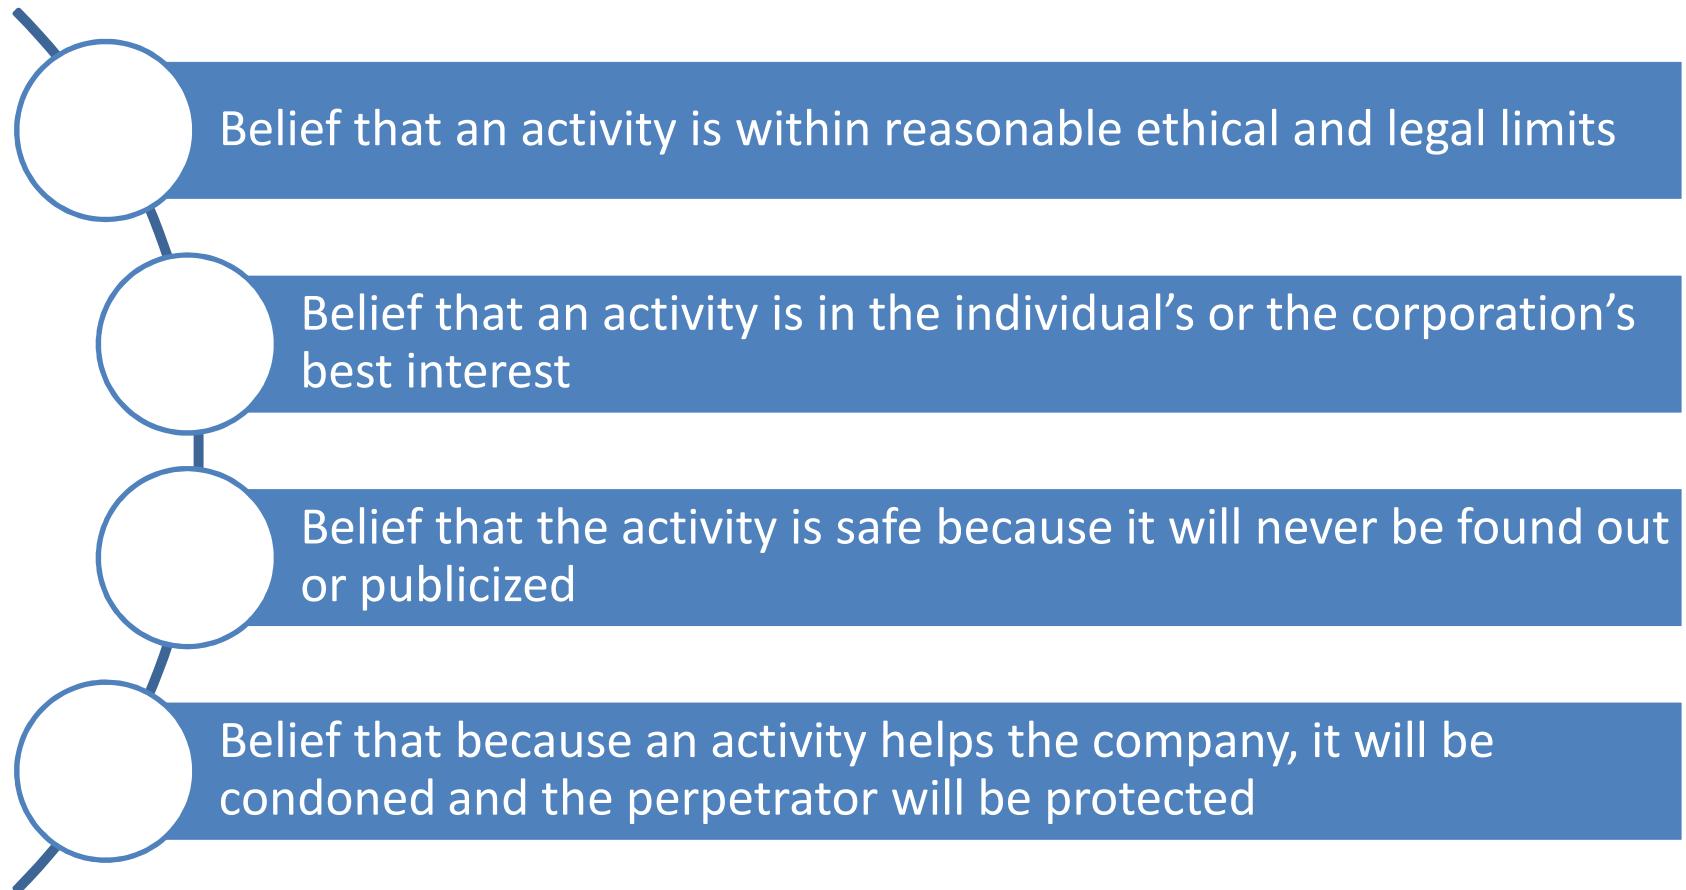 Belief that an activity is within reasonable ethical and legal limits
Belief that an activity is in the individual’s or the corporation’s
best interest
Belief that the activity is safe because it will never be found out
or publicized
Belief that because an activity helps the company, it will be
condoned and the perpetrator will be protected